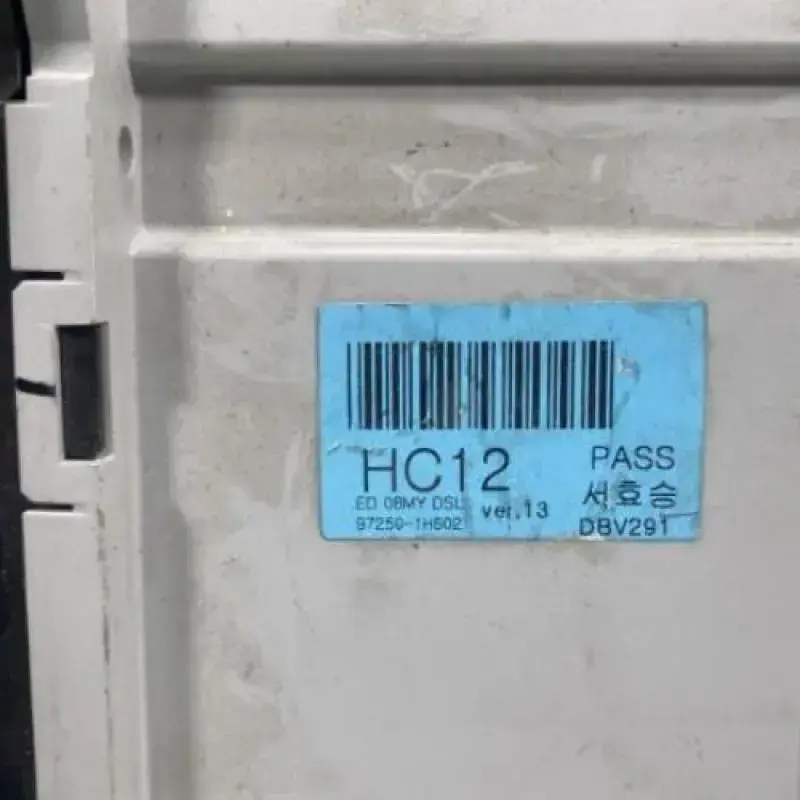 HC12 PASS
ED 08MY DSL ver.13 서효승
97250-1H602 DBV291